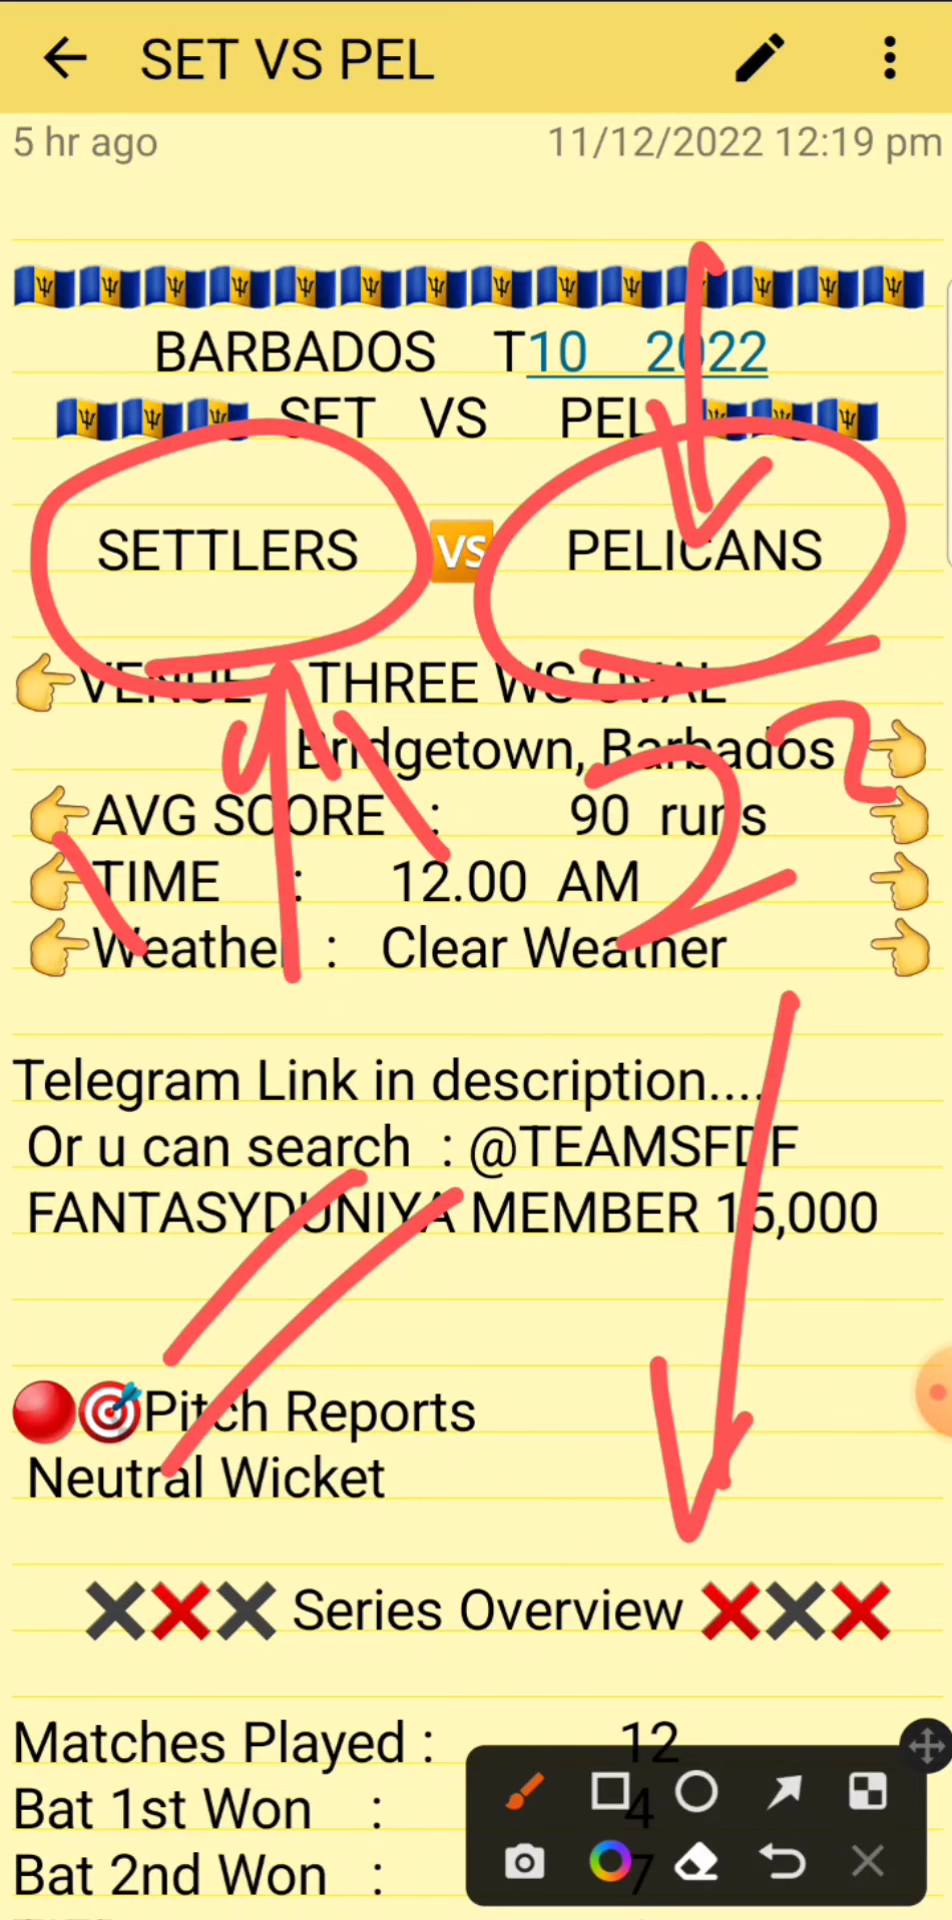 SET VS PEL
5 hr ago 11/12/2022 12:19 pm
BARBADOS T10 2022
SET VS PEL
SETTLERS VS PELICANS
VENUE THREE WS OVAL
Bridgetown, Barbados
AVG SCORE : 90 runs
TIME : 12.00 AM
Weather : Clear Weather
Telegram Link in description....
Or u can search : @TEAMSFDF
FANTASYDUNIYA MEMBER 15,000
Pitch Reports
Neutral Wicket
Series Overview
Matches Played : 12
Bat 1st Won : 4
Bat 2nd Won : 7